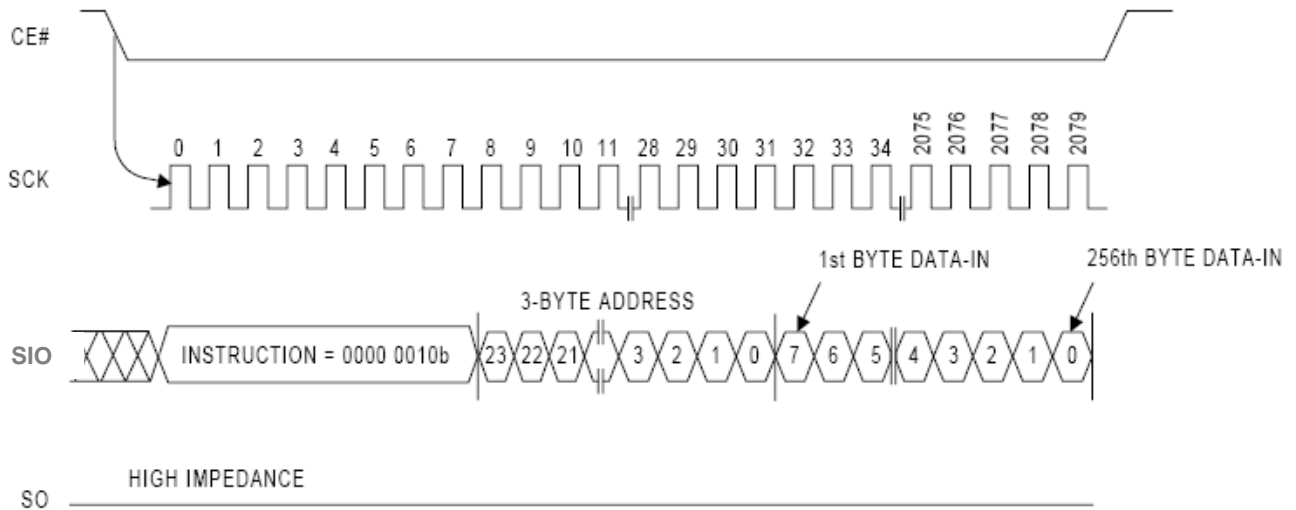 CE#
SCK
0 1 2 3 4 5 6 7 8 9 10 11 28 29 30 31 32 33 34 2075 2076 2077 2078 2079
1st BYTE DATA-IN
256th BYTE DATA-IN
3-BYTE ADDRESS
SIO
INSTRUCTION = 0000 0010b 23 22 21 3 2 1 0 7 6 5 4 3 2 1 0
HIGH IMPEDANCE
SO